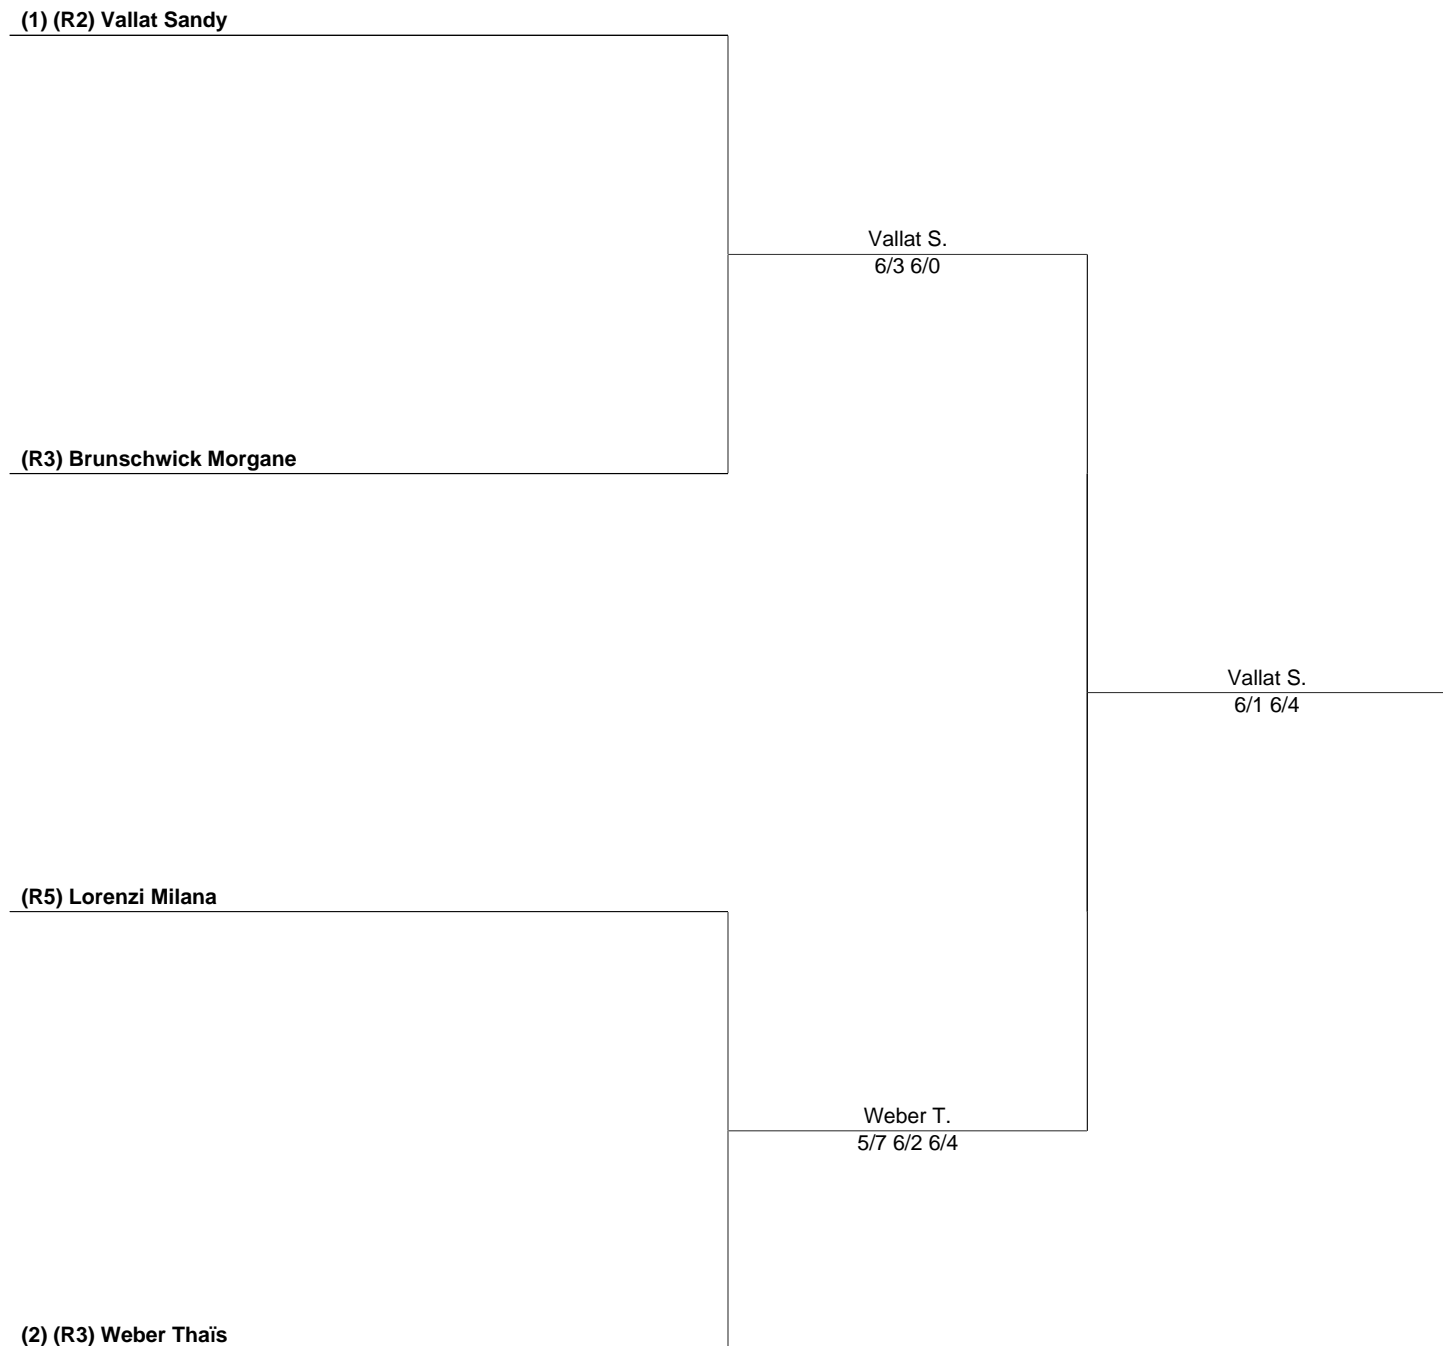 (1) (R2) Vallat Sandy
Vallat S.
6/3 6/0
(R3) Brunschwick Morgane
Vallat S.
6/1 6/4
(R5) Lorenzi Milana
Weber T.
5/7 6/2 6/4
(2) (R3) Weber Thaïs